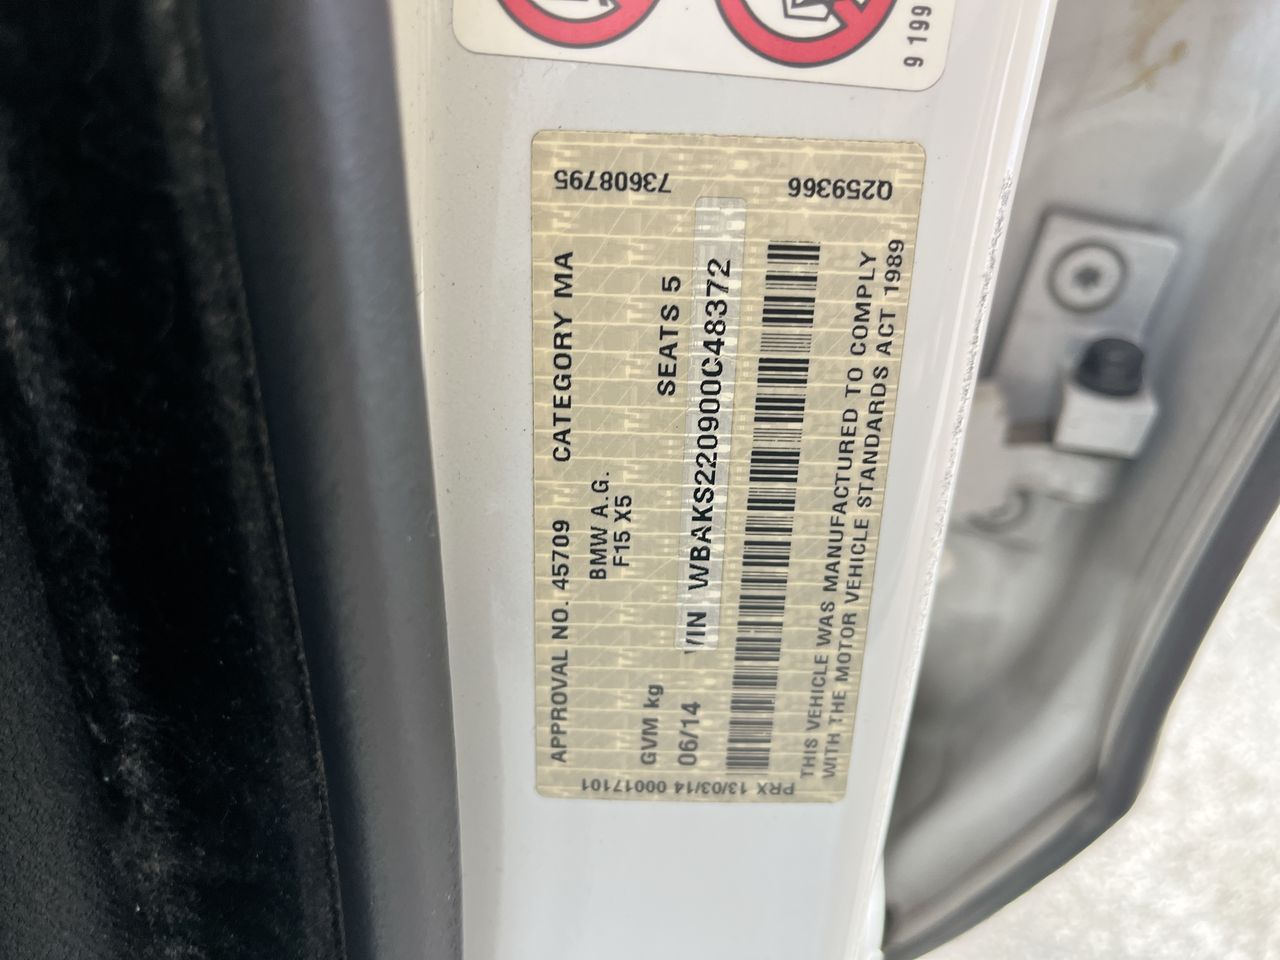 9 199
73608795
Q259366
APPROVAL NO. 45709 CATEGORY MA
BMW A.G.
F15 X5
GVM kg
SEATS 5
06/14
VIN WBAKS220900C48372
THIS VEHICLE WAS MANUFACTURED TO COMPLY
WITH THE MOTOR VEHICLE STANDARDS ACT 1989
PRX 13/03/14 00017101